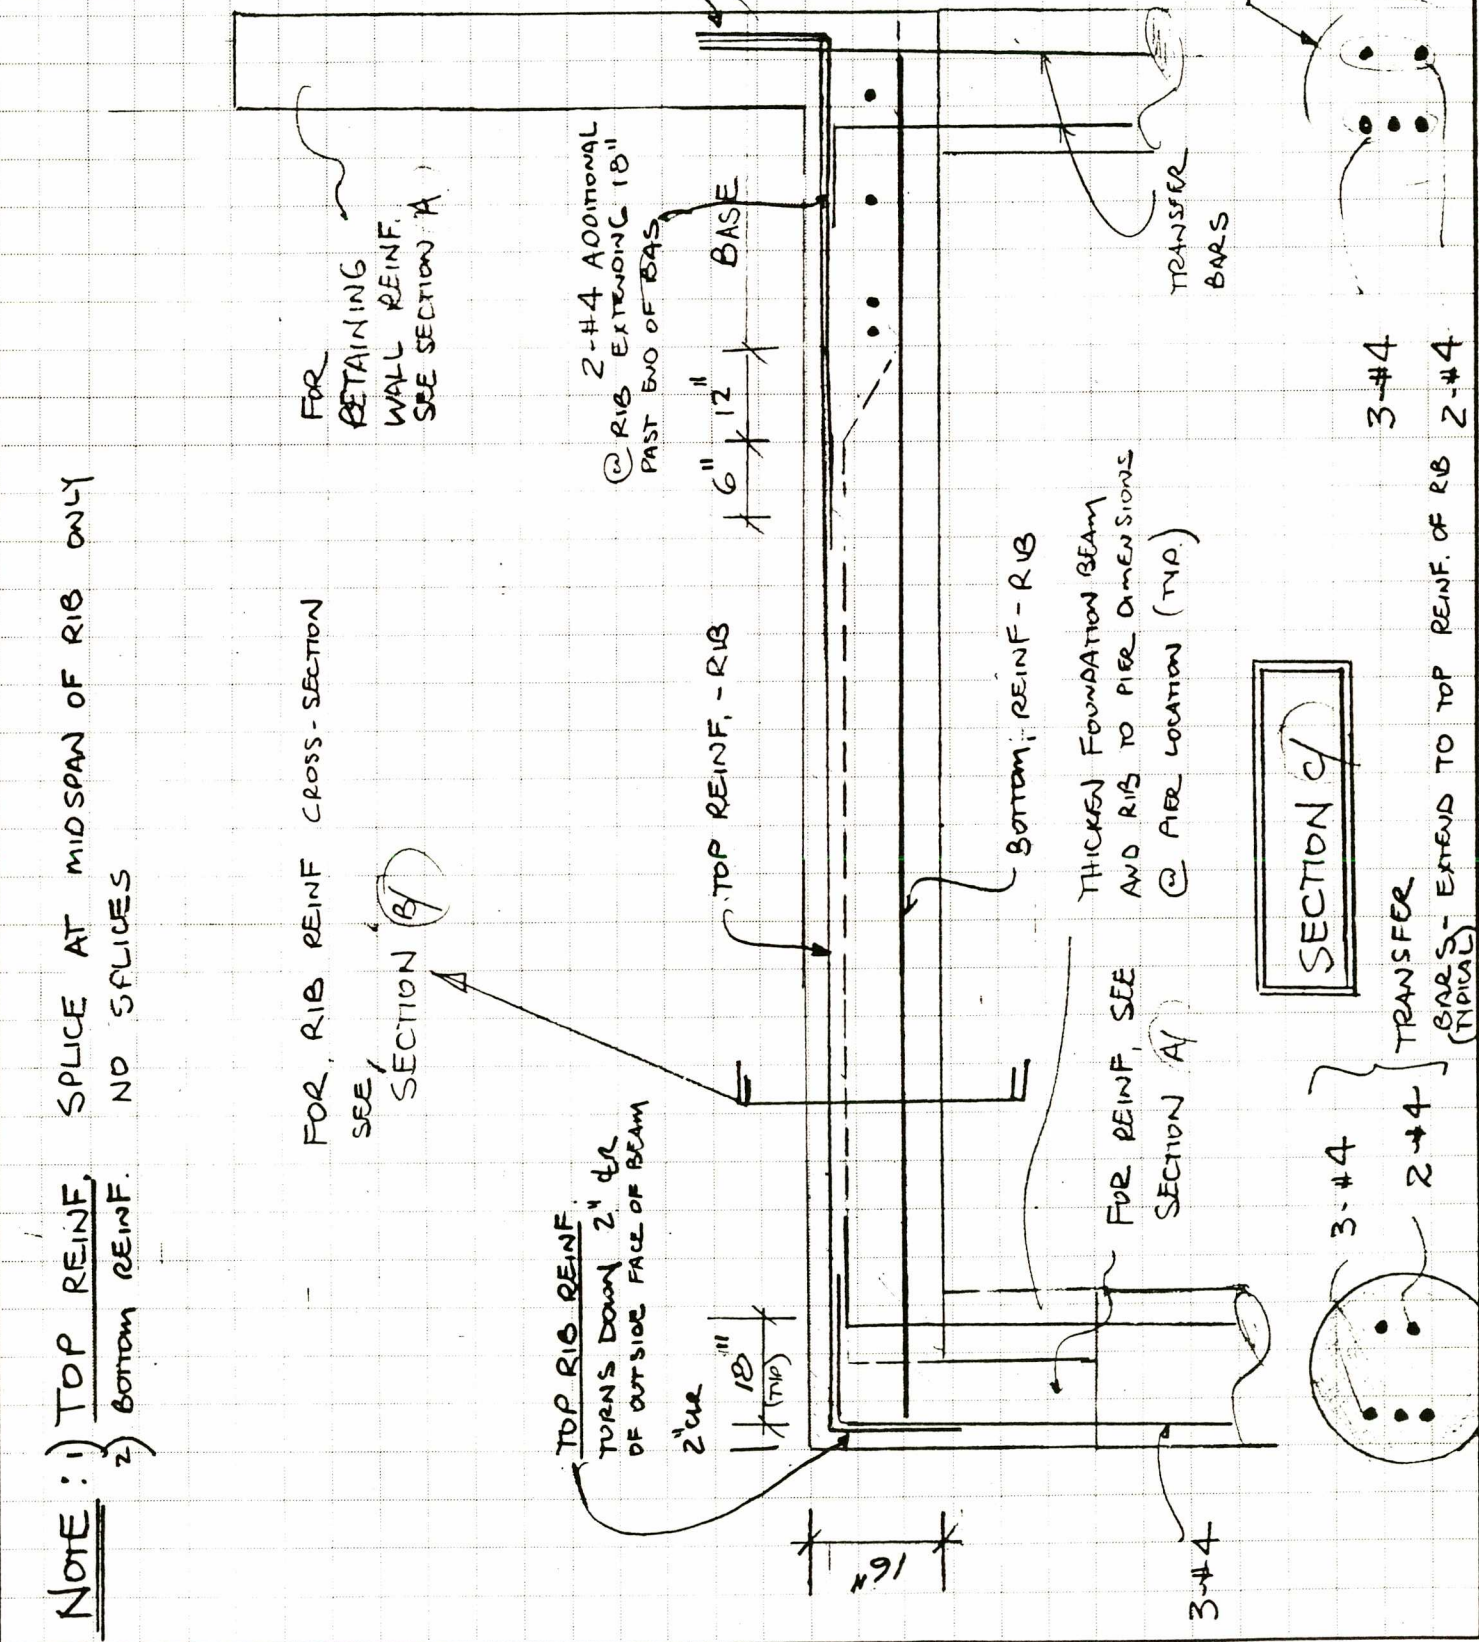 NOTE: 1) TOP REINF. SPLICE AT MIDSPAN OF RIB ONLY
2) BOTTOM REINF. NO SPLICES
FOR RIB REINF CROSS-SECTION
SEE
SECTION B/
FOR
RETAINING
WALL REINF.
SEE SECTION A
TOP RIB REINF.
TURNS DOWN 2" CLR
OF OUTSIDE FACE OF BEAM
2" CLR
18"
(TYP)
TOP REINF. - RIB
2-#4 ADDITIONAL
@ RIB EXTENDING 18"
PAST END OF BAS
6" 12" BASE
16"
BOTTOM REINF - RIB
THICKEN FOUNDATION BEAM
AND RIB TO PIER DIMENSIONS
@ PIER LOCATION (TYP.)
FOR REINF, SEE
SECTION A/
TRANSFER
BARS
3-#4
SECTION C/
3-#4
2-#4
TRANSFER
BARS - EXTEND TO TOP REINF. OF RIB
(TYPICAL)
3-#4
2-#4